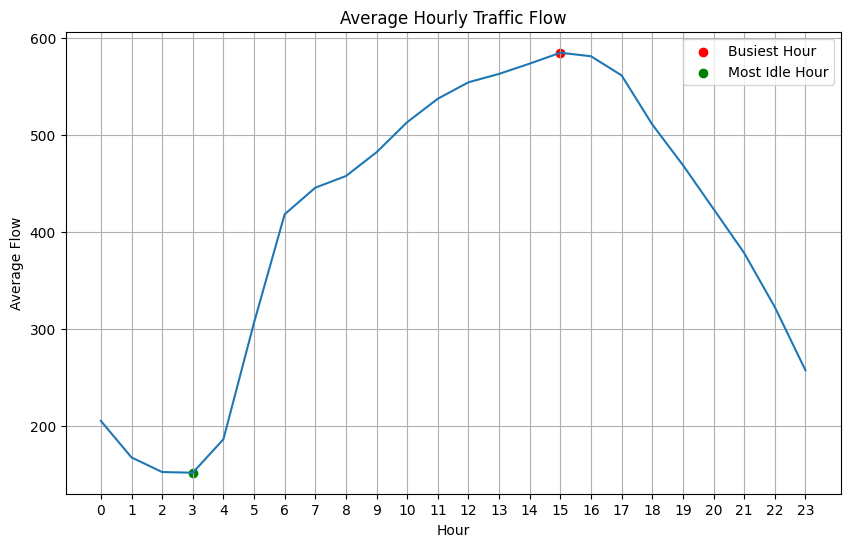 Average Hourly Traffic Flow
Busiest Hour
Most Idle Hour
600
500
400
300
200
Average Flow
0 1 2 3 4 5 6 7 8 9 10 11 12 13 14 15 16 17 18 19 20 21 22 23
Hour